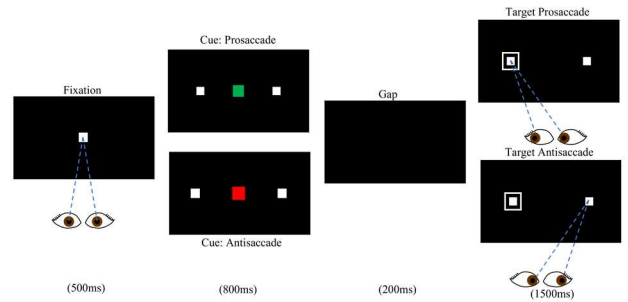 Fixation
(500ms)
Cue: Prosaccade
Cue: Antisaccade
(800ms)
Gap
(200ms)
Target Prosaccade
Target Antisaccade
(1500ms)